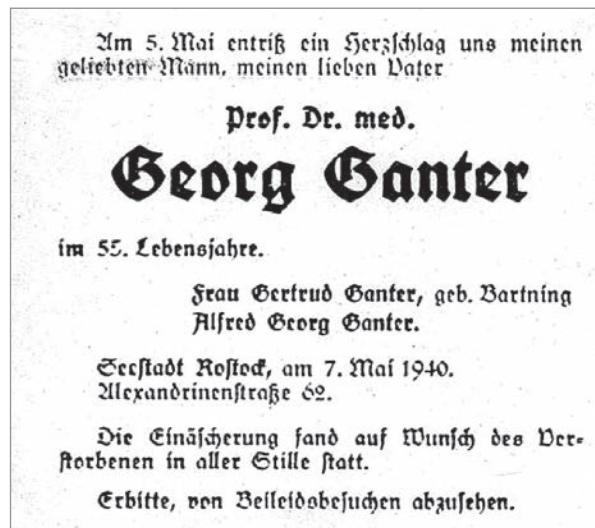 Am 5. Mai entriß ein Herzschlag uns meinen
geliebten Mann, meinen lieben Vater
Prof. Dr. med.
Georg Ganter
im 55. Lebensjahre.
Frau Gertrud Ganter, geb. Bartning
Alfred Georg Ganter.
Seestadt Rostock, am 7. Mai 1940.
Alexandrinenstraße 62.
Die Einäscherung fand auf Wunsch des Ver-
storbenen in aller Stille statt.
Erbitte, von Beileidsbesuchen abzusehen.